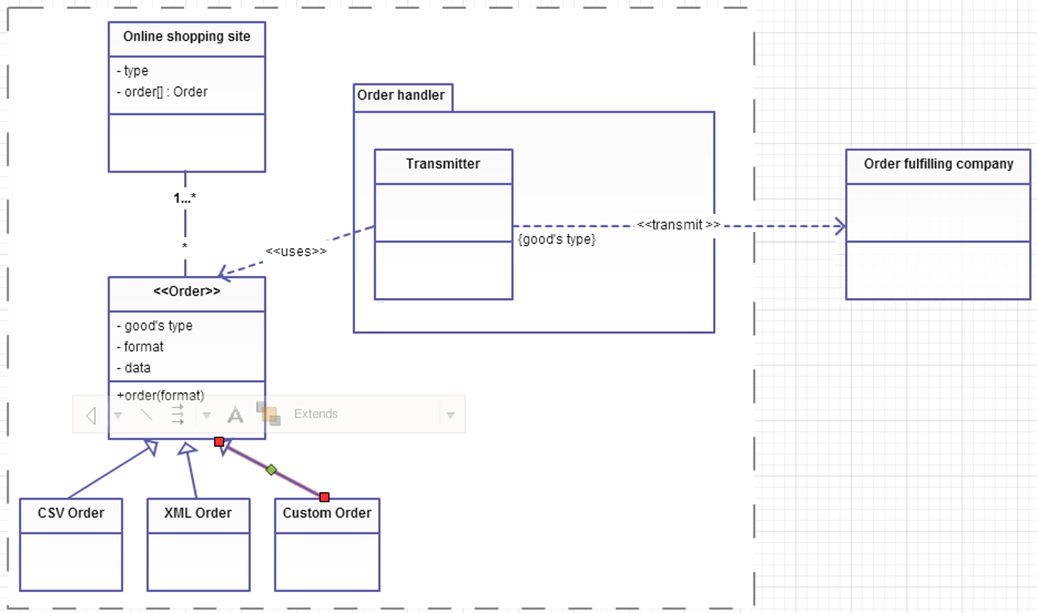 Online shopping site
- type
- order[] : Order
1...*
*
Order handler
Transmitter
<<uses>>
{good's type}
<<transmit >>
Order fulfilling company
<<Order>>
- good's type
- format
- data
+order(format)
A
Extends
CSV Order
XML Order
Custom Order